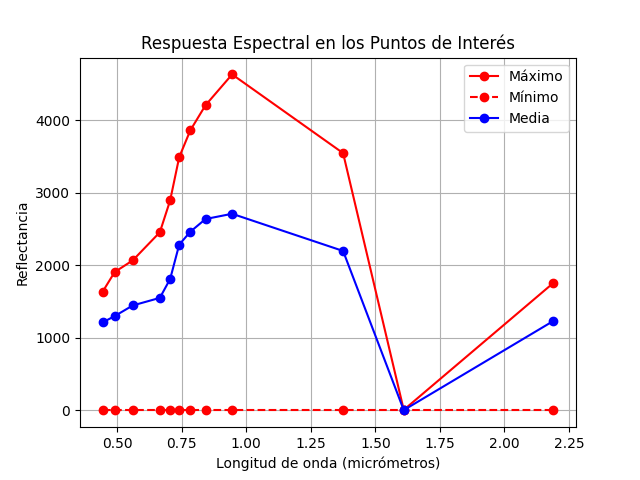 Respuesta Espectral en los Puntos de Interés
Máximo
Mínimo
Media
Reflectancia
4000
3000
2000
1000
0
0.50 0.75 1.00 1.25 1.50 1.75 2.00 2.25
Longitud de onda (micrómetros)